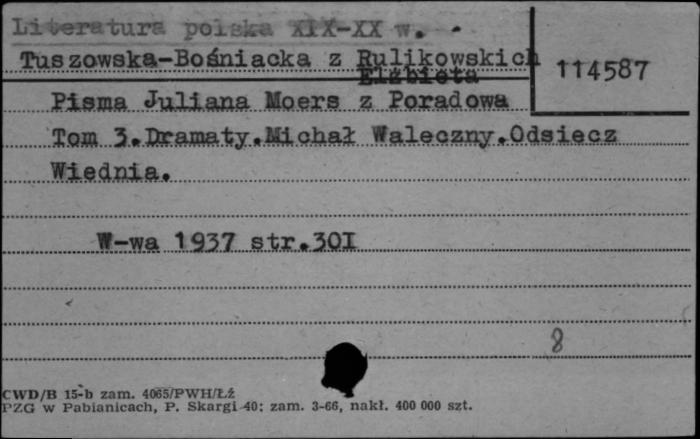 Literatura polska XIX-XX w.
Tuszowska-Bośniacka z Rulikowskich
Elżbieta
114587
Pisma Juliana Moers z Poradowa
Tom 3.Dramaty.Michał Waleczny.Odsiecz
Wiednia.
W-wa 1937 str.30I
8
CWD/B 15-b zam. 4065/PWH/Łź
PZG w Pabianicach, P. Skargi 40; zam. 3-66, nakł. 400 000 szt.